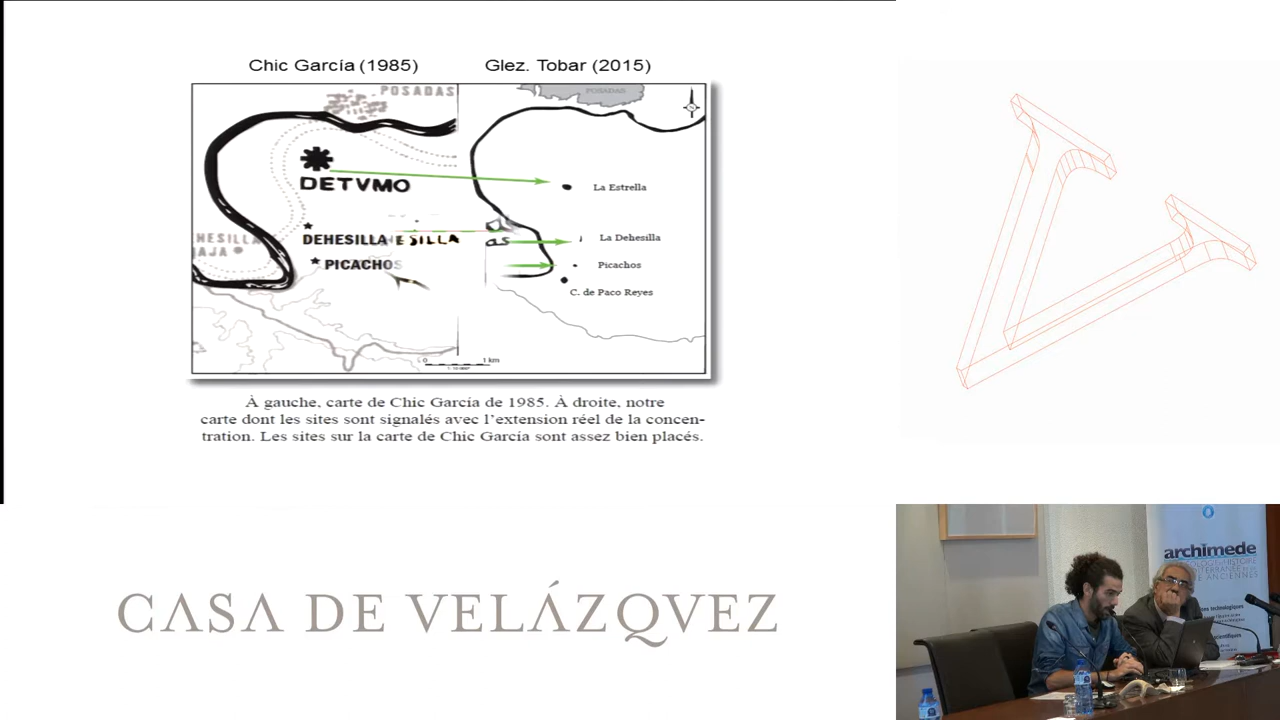 Chic García (1985)
Glez. Tobar (2015)
POSADAS
POSADAS
DETVMO
La Estrella
DEHESILLA
La Dehesilla
PICACHOS
Picachos
C. de Paco Reyes
0 1 km
À gauche, carte de Chic García de 1985. À droite, notre
carte dont les sites sont signalés avec l'extension réel de la concen-
tration. Les sites sur la carte de Chic García sont assez bien placés.
CASA DE VELÁZQVEZ
archimede